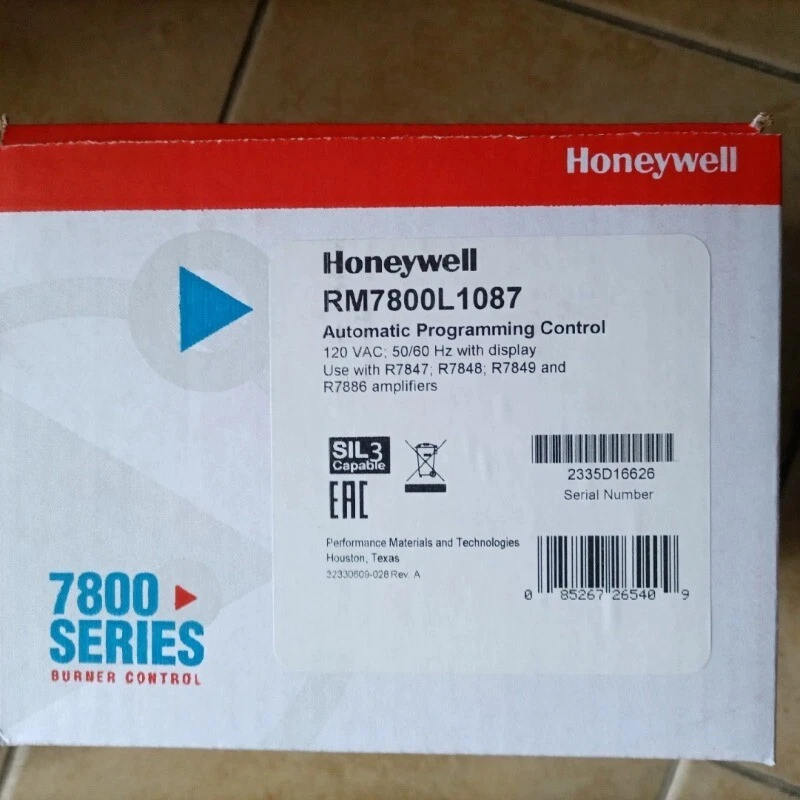 Honeywell
Honeywell
RM7800L1087
Automatic Programming Control
120 VAC; 50/60 Hz with display
Use with R7847; R7848; R7849 and
R7886 amplifiers
SIL3
Capable
EAC
2335D16626
Serial Number
Performance Materials and Technologies
Houston, Texas
32330609-028 Rev. A
0 85267 26540 9
7800
SERIES
BURNER CONTROL